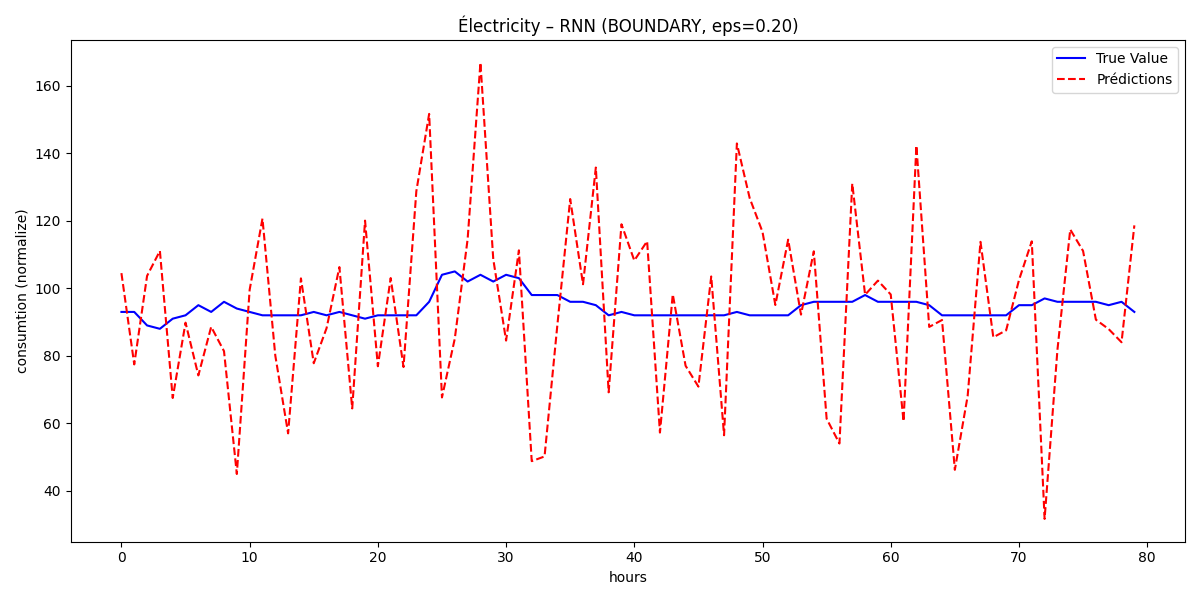 Électricity – RNN (BOUNDARY, eps=0.20)
True Value
Prédictions
consumtion (normalize)
160
140
120
100
80
60
40
0 10 20 30 40 50 60 70 80
hours